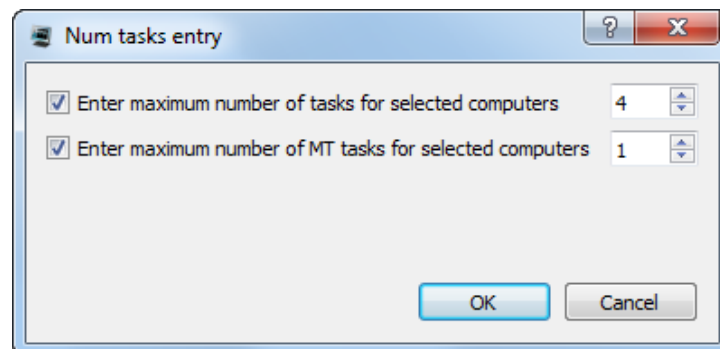 Num tasks entry
Enter maximum number of tasks for selected computers 4
Enter maximum number of MT tasks for selected computers 1
OK Cancel